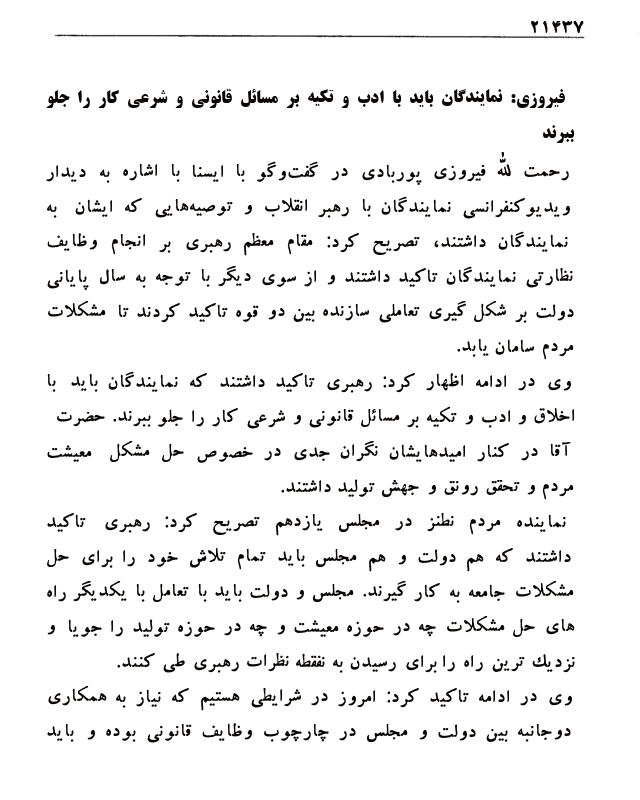 ۲۱۴۳۷
فیروزی: نمایندگان باید با ادب و تکیه بر مسائل قانونی و شرعی کار را جلو
ببرند
رحمت لله فیروزی پوربادی در گفت‌وگو با ایسنا با اشاره به دیدار
ویدیوکنفرانسی نمایندگان با رهبر انقلاب و توصیه‌هایی که ایشان به
نمایندگان داشتند، تصریح کرد: مقام معظم رهبری بر انجام وظایف
نظارتی نمایندگان تاکید داشتند و از سوی دیگر با توجه به سال پایانی
دولت بر شکل گیری تعاملی سازنده بین دو قوه تاکید کردند تا مشکلات
مردم سامان یابد.
وی در ادامه اظهار کرد: رهبری تاکید داشتند که نمایندگان باید با
اخلاق و ادب و تکیه بر مسائل قانونی و شرعی کار را جلو ببرند. حضرت
آقا در کنار امیدهایشان نگران جدی در خصوص حل مشکل معیشت
مردم و تحقق رونق و جهش تولید داشتند.
نماینده مردم نطنز در مجلس یازدهم تصریح کرد: رهبری تاکید
داشتند که هم دولت و هم مجلس باید تمام تلاش خود را برای حل
مشکلات جامعه به کار گیرند. مجلس و دولت باید با تعامل با یکدیگر راه
های حل مشکلات چه در حوزه معیشت و چه در حوزه تولید را جویا و
نزدیك ترین راه را برای رسیدن به نفقطه نظرات رهبری طی کنند.
وی در ادامه تاکید کرد: امروز در شرایطی هستیم که نیاز به همکاری
دوجانبه بین دولت و مجلس در چارچوب وظایف قانونی بوده و باید